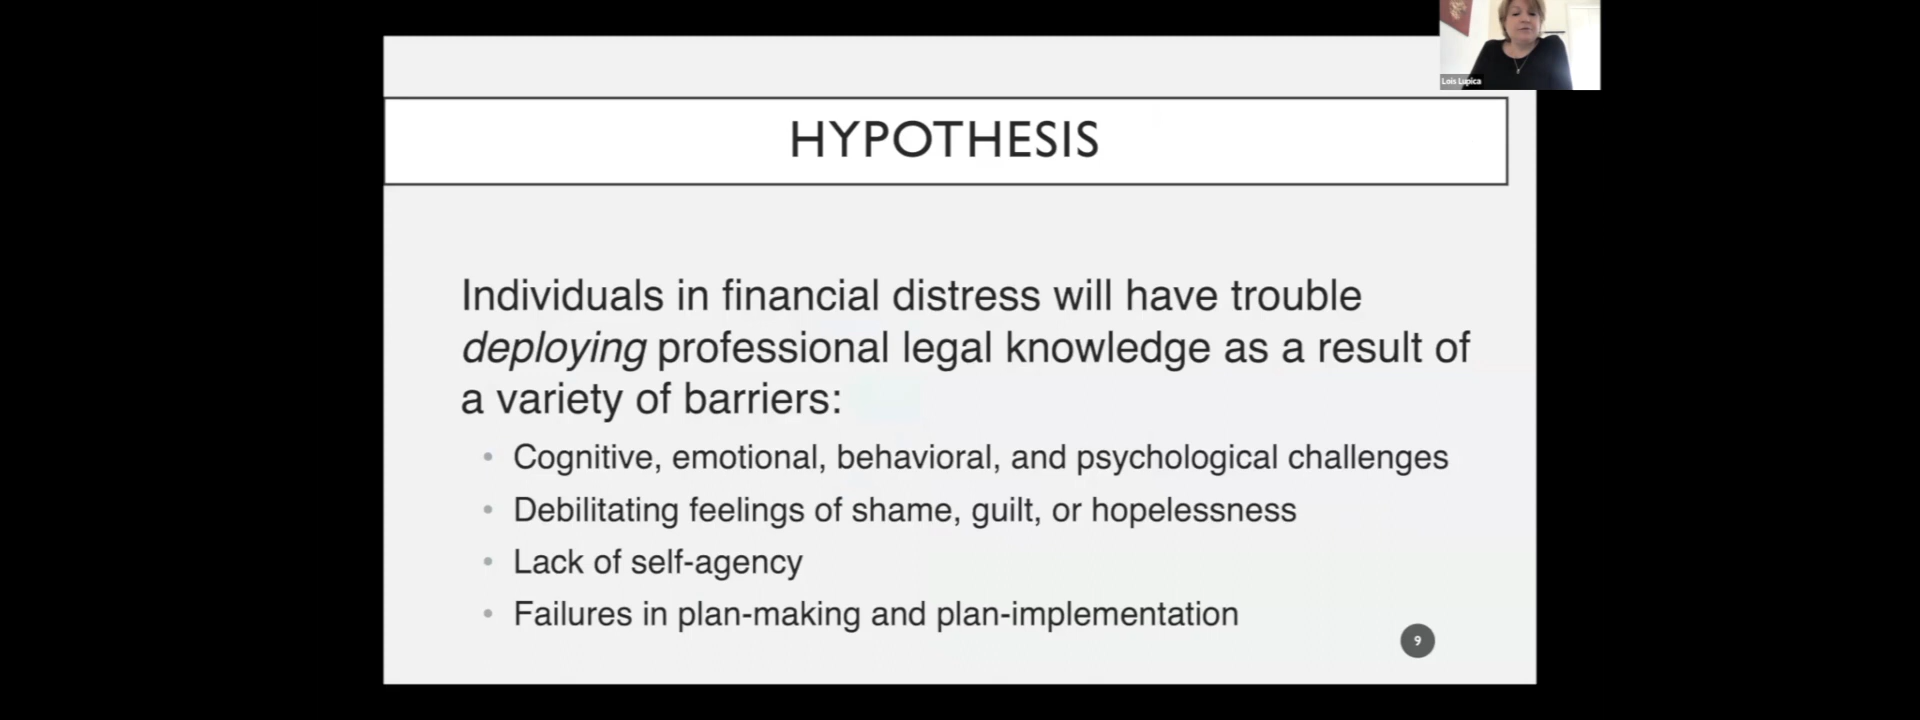 Lois Lupica
HYPOTHESIS
Individuals in financial distress will have trouble
deploying professional legal knowledge as a result of
a variety of barriers:
• Cognitive, emotional, behavioral, and psychological challenges
• Debilitating feelings of shame, guilt, or hopelessness
• Lack of self-agency
• Failures in plan-making and plan-implementation
9